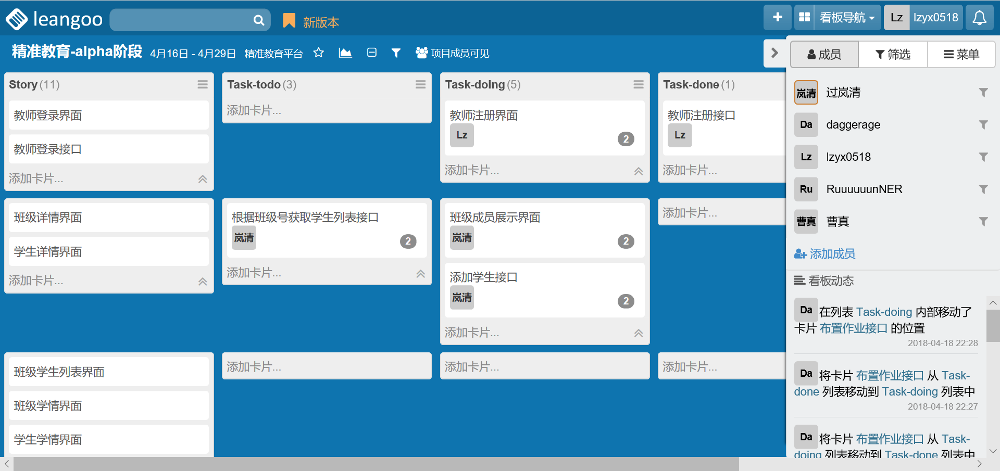 leangoo
新版本
看板导航
Lz lzyx0518
精准教育-alpha阶段 4月16日 - 4月29日 精准教育平台 项目成员可见
Story (11)
教师登录界面
教师登录接口
添加卡片...
班级详情界面
学生详情界面
添加卡片...
班级学生列表界面
班级学情界面
学生学情界面
Task-todo (3)
添加卡片...
根据班级号获取学生列表接口
岚清
2
添加卡片...
添加卡片...
Task-doing (5)
教师注册界面
Lz
2
添加卡片...
班级成员展示界面
岚清
2
添加学生接口
岚清
2
添加卡片...
添加卡片...
Task-done (1)
教师注册接口
Lz
添加卡片...
添加卡片...
添加卡片...
成员 筛选 菜单
岚清 过岚清
Da daggerage
Lz lzyx0518
Ru RuuuuuunNER
曹真 曹真
添加成员
看板动态
Da 在列表 Task-doing 内部移动了
卡片 布置作业接口 的位置
2018-04-18 22:28
Da 将卡片 布置作业接口 从 Task-
done 列表移动到 Task-doing 列表中
2018-04-18 22:27
Da 将卡片 布置作业接口 从 Task-
doing 列表移动到 Task-done 列表中